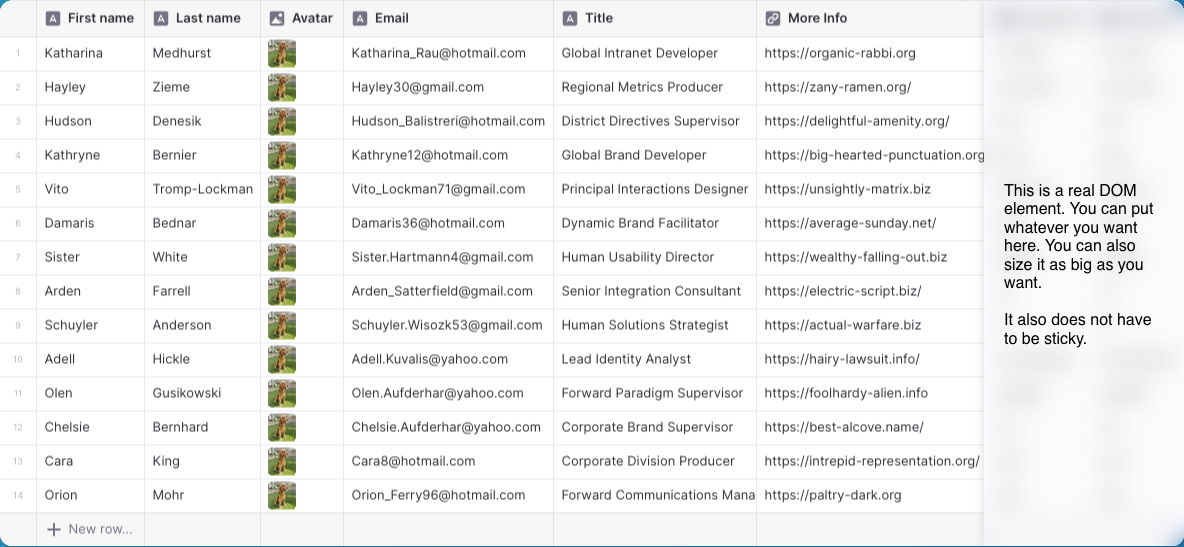 First name Last name Avatar Email Title More Info
1 Katharina Medhurst Katharina_Rau@hotmail.com Global Intranet Developer https://organic-rabbi.org
2 Hayley Zieme Hayley30@gmail.com Regional Metrics Producer https://zany-ramen.org/
3 Hudson Denesik Hudson_Balistreri@hotmail.com District Directives Supervisor https://delightful-amenity.org/
4 Kathryne Bernier Kathryne12@hotmail.com Global Brand Developer https://big-hearted-punctuation.org
5 Vito Tromp-Lockman Vito_Lockman71@gmail.com Principal Interactions Designer https://unsightly-matrix.biz
6 Damaris Bednar Damaris36@hotmail.com Dynamic Brand Facilitator https://average-sunday.net/
7 Sister White Sister.Hartmann4@gmail.com Human Usability Director https://wealthy-falling-out.biz
8 Arden Farrell Arden_Satterfield@gmail.com Senior Integration Consultant https://electric-script.biz/
9 Schuyler Anderson Schuyler.Wisozk53@gmail.com Human Solutions Strategist https://actual-warfare.biz
10 Adell Hickle Adell.Kuvalis@yahoo.com Lead Identity Analyst https://hairy-lawsuit.info/
11 Olen Gusikowski Olen.Aufderhar@yahoo.com Forward Paradigm Supervisor https://foolhardy-alien.info
12 Chelsie Bernhard Chelsie.Aufderhar@yahoo.com Corporate Brand Supervisor https://best-alcove.name/
13 Cara King Cara8@hotmail.com Corporate Division Producer https://intrepid-representation.org/
14 Orion Mohr Orion_Ferry96@hotmail.com Forward Communications Mana https://paltry-dark.org
New row...
This is a real DOM
element. You can put
whatever you want
here. You can also
size it as big as you
want.
It also does not have
to be sticky.